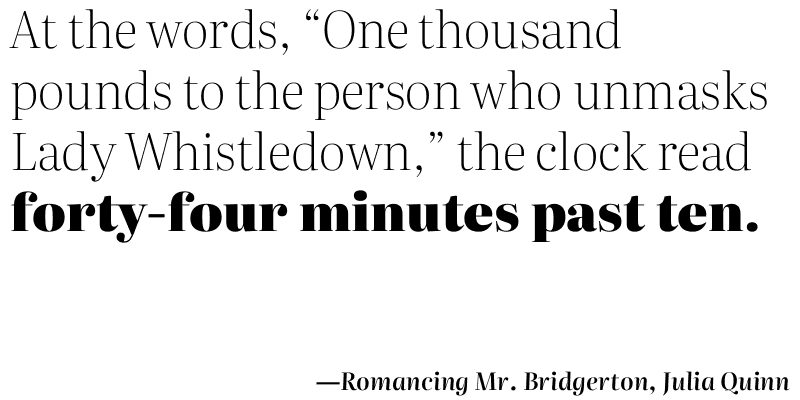 At the words, “One thousand
pounds to the person who unmasks
Lady Whistledown,” the clock read
forty-four minutes past ten.
—Romancing Mr. Bridgerton, Julia Quinn